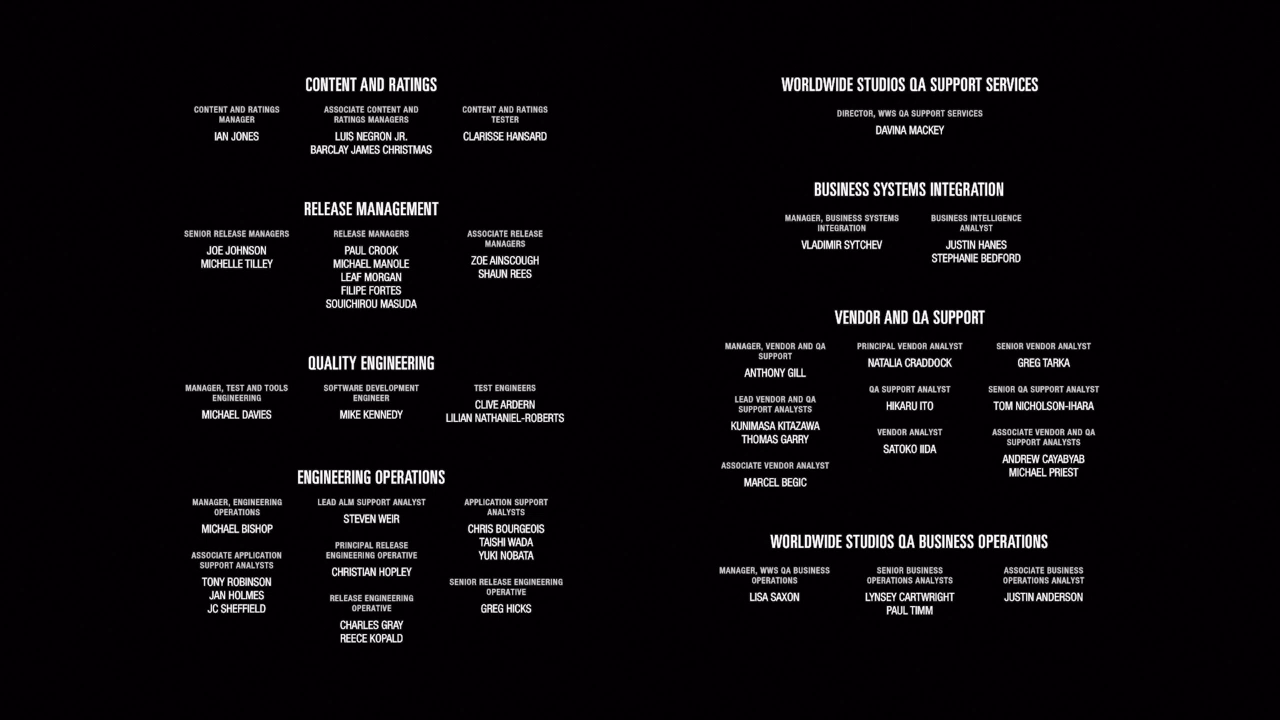 CONTENT AND RATINGS
CONTENT AND RATINGS
MANAGER
IAN JONES
ASSOCIATE CONTENT AND
RATINGS MANAGERS
LUIS NEGRON JR.
BARCLAY JAMES CHRISTMAS
CONTENT AND RATINGS
TESTER
CLARISSE HANSARD
RELEASE MANAGEMENT
SENIOR RELEASE MANAGERS
JOE JOHNSON
MICHELLE TILLEY
RELEASE MANAGERS
PAUL CROOK
MICHAEL MANOLE
LEAF MORGAN
FILIPE FORTES
SOUICHIROU MASUDA
ASSOCIATE RELEASE
MANAGERS
ZOE AINSCOUGH
SHAUN REES
QUALITY ENGINEERING
MANAGER, TEST AND TOOLS
ENGINEERING
MICHAEL DAVIES
SOFTWARE DEVELOPMENT
ENGINEER
MIKE KENNEDY
TEST ENGINEERS
CLIVE ARDERN
LILIAN NATHANIEL-ROBERTS
ENGINEERING OPERATIONS
MANAGER, ENGINEERING
OPERATIONS
MICHAEL BISHOP
ASSOCIATE APPLICATION
SUPPORT ANALYSTS
TONY ROBINSON
JAN HOLMES
JC SHEFFIELD
LEAD ALM SUPPORT ANALYST
STEVEN WEIR
PRINCIPAL RELEASE
ENGINEERING OPERATIVE
CHRISTIAN HOPLEY
RELEASE ENGINEERING
OPERATIVE
CHARLES GRAY
REECE KOPALD
APPLICATION SUPPORT
ANALYSTS
CHRIS BOURGEOIS
TAISHI WADA
YUKI NOBATA
SENIOR RELEASE ENGINEERING
OPERATIVE
GREG HICKS
WORLDWIDE STUDIOS QA SUPPORT SERVICES
DIRECTOR, WWS QA SUPPORT SERVICES
DAVINA MACKEY
BUSINESS SYSTEMS INTEGRATION
MANAGER, BUSINESS SYSTEMS
INTEGRATION
VLADIMIR SYTCHEV
BUSINESS INTELLIGENCE
ANALYST
JUSTIN HANES
STEPHANIE BEDFORD
VENDOR AND QA SUPPORT
MANAGER, VENDOR AND QA
SUPPORT
ANTHONY GILL
LEAD VENDOR AND QA
SUPPORT ANALYSTS
KUNIMASA KITAZAWA
THOMAS GARRY
ASSOCIATE VENDOR ANALYST
MARCEL BEGIC
PRINCIPAL VENDOR ANALYST
NATALIA CRADDOCK
QA SUPPORT ANALYST
HIKARU ITO
VENDOR ANALYST
SATOKO IIDA
SENIOR VENDOR ANALYST
GREG TARKA
SENIOR QA SUPPORT ANALYST
TOM NICHOLSON-IHARA
ASSOCIATE VENDOR AND QA
SUPPORT ANALYSTS
ANDREW CAYABYAB
MICHAEL PRIEST
WORLDWIDE STUDIOS QA BUSINESS OPERATIONS
MANAGER, WWS QA BUSINESS
OPERATIONS
LISA SAXON
SENIOR BUSINESS
OPERATIONS ANALYSTS
LYNSEY CARTWRIGHT
PAUL TIMM
ASSOCIATE BUSINESS
OPERATIONS ANALYST
JUSTIN ANDERSON